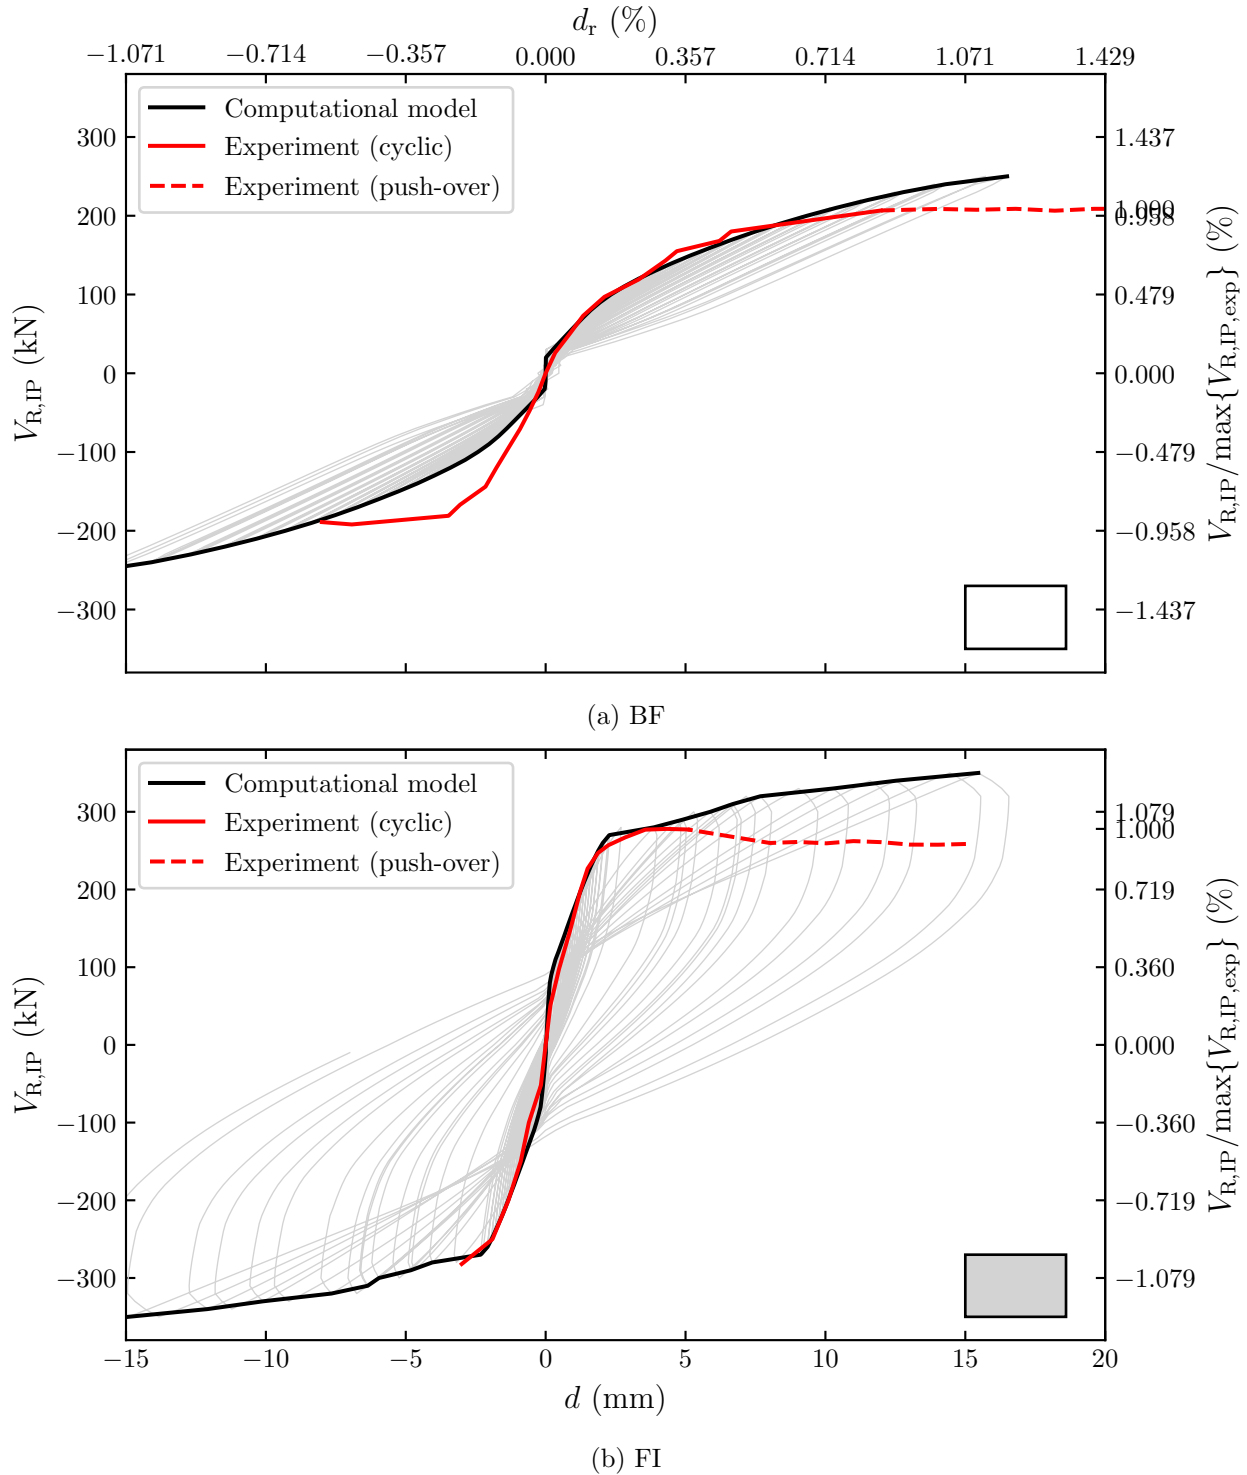 d_r (%)
−1.071 −0.714 −0.357 0.000 0.357 0.714 1.071 1.429
Computational model
Experiment (cyclic)
Experiment (push-over)
300
200
100
0
−100
−200
−300
V_R,IP (kN)
1.437
1.000
0.958
0.479
0.000
−0.479
−0.958
−1.437
V_R,IP/max{V_R,IP,exp} (%)
(a) BF
Computational model
Experiment (cyclic)
Experiment (push-over)
300
200
100
0
−100
−200
−300
V_R,IP (kN)
1.079
1.000
0.719
0.360
0.000
−0.360
−0.719
−1.079
V_R,IP/max{V_R,IP,exp} (%)
−15 −10 −5 0 5 10 15 20
d (mm)
(b) FI